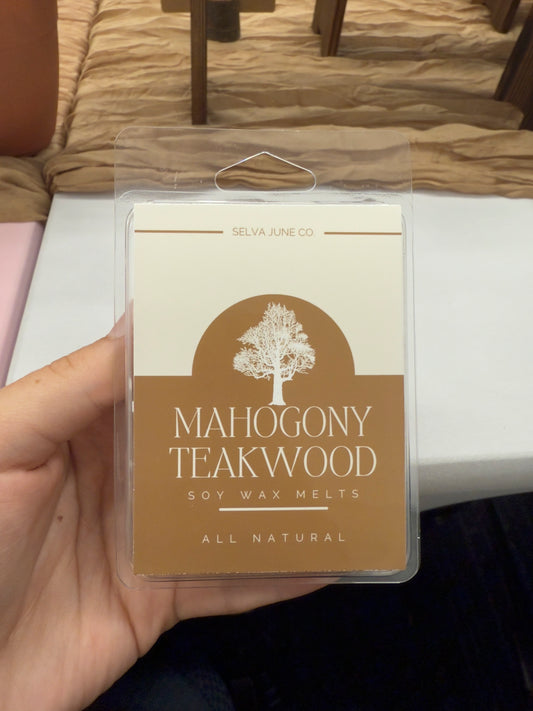 SELVA JUNE CO
MAHOGONY
TEAKWOOD
SOY WAX MELTS
ALL NATURAL